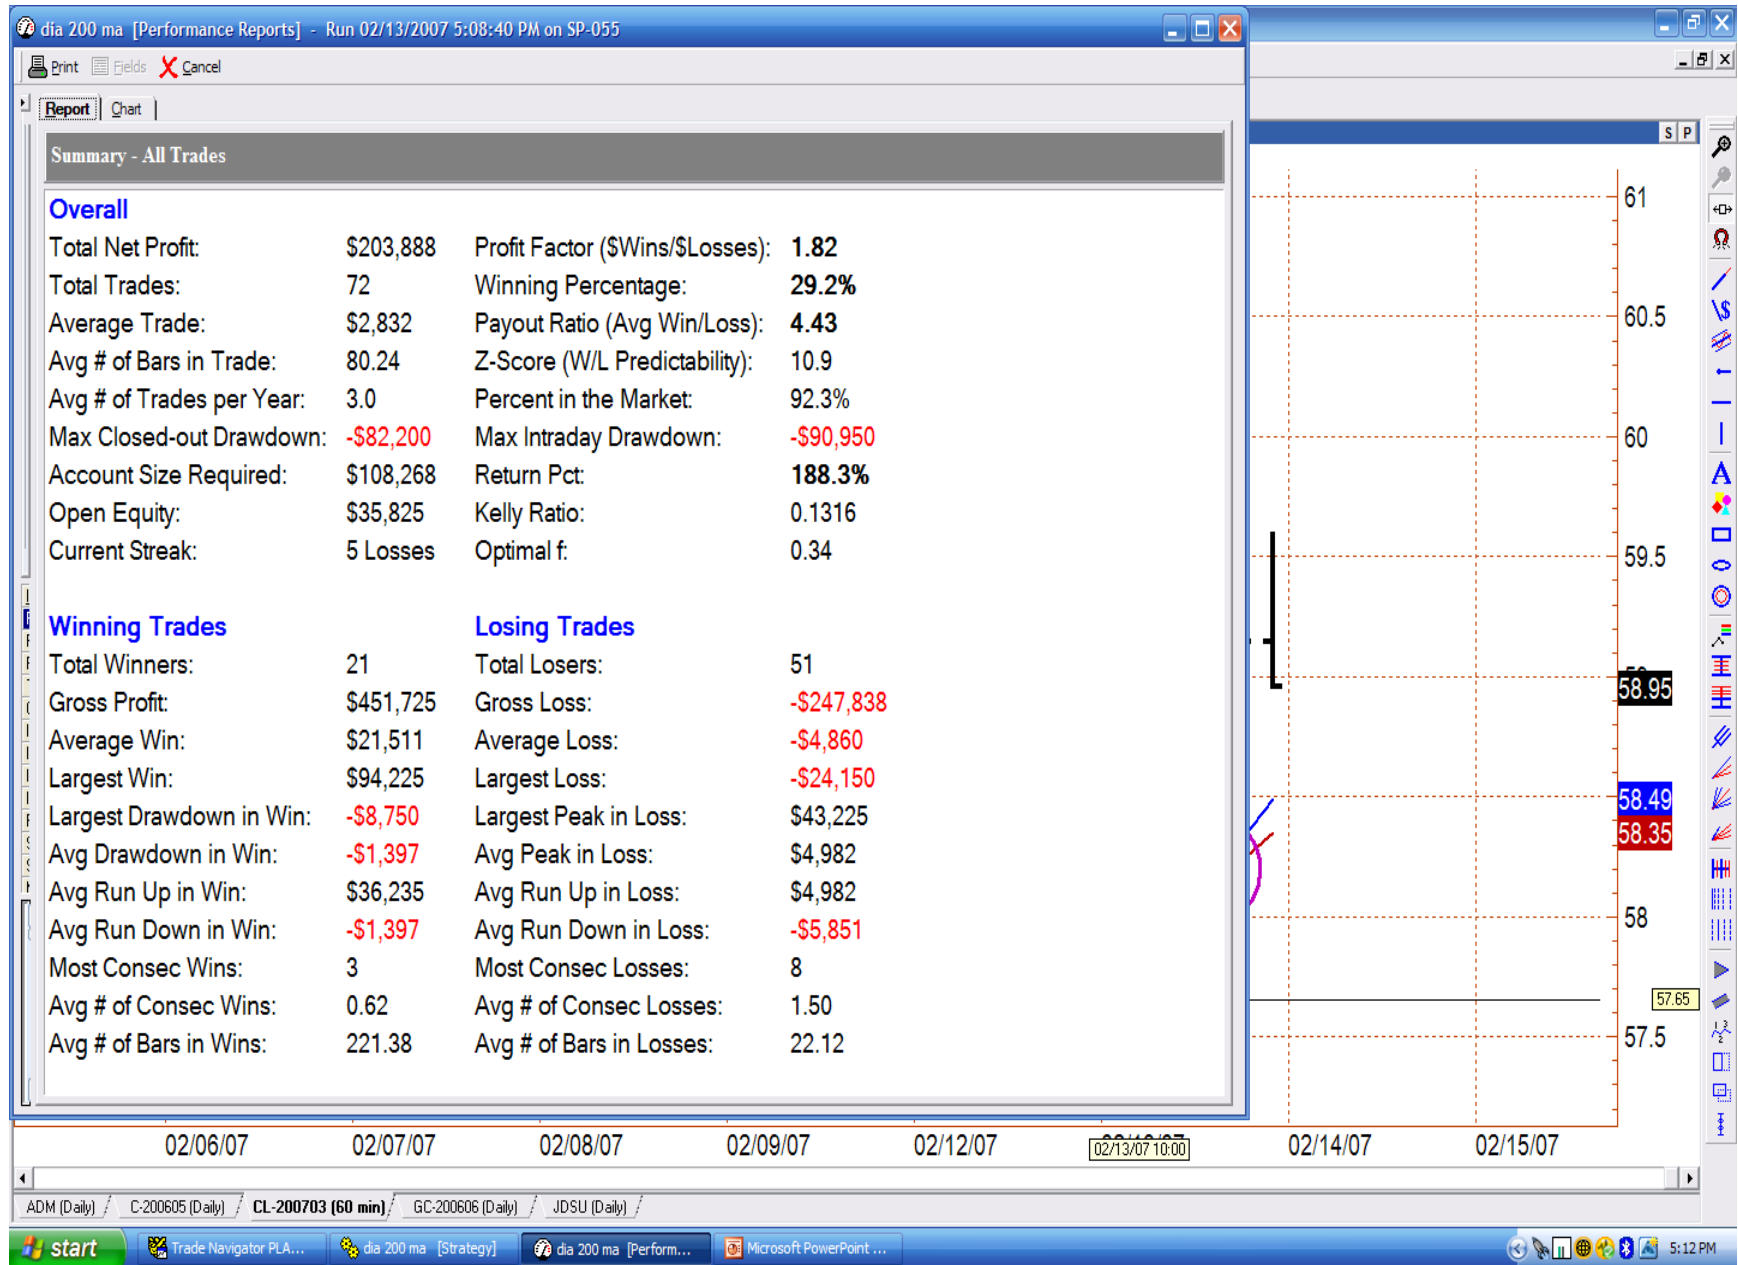 dia 200 ma [Performance Reports] - Run 02/13/2007 5:08:40 PM on SP-055
Print Fields Cancel
Report Chart
Summary - All Trades
S P
Overall
Total Net Profit: $203,888 Profit Factor ($Wins/$Losses): 1.82
Total Trades: 72 Winning Percentage: 29.2%
Average Trade: $2,832 Payout Ratio (Avg Win/Loss): 4.43
Avg # of Bars in Trade: 80.24 Z-Score (W/L Predictability): 10.9
Avg # of Trades per Year: 3.0 Percent in the Market: 92.3%
Max Closed-out Drawdown: -$82,200 Max Intraday Drawdown: -$90,950
Account Size Required: $108,268 Return Pct: 188.3%
Open Equity: $35,825 Kelly Ratio: 0.1316
Current Streak: 5 Losses Optimal f: 0.34
Winning Trades Losing Trades
Total Winners: 21 Total Losers: 51
Gross Profit: $451,725 Gross Loss: -$247,838
Average Win: $21,511 Average Loss: -$4,860
Largest Win: $94,225 Largest Loss: -$24,150
Largest Drawdown in Win: -$8,750 Largest Peak in Loss: $43,225
Avg Drawdown in Win: -$1,397 Avg Peak in Loss: $4,982
Avg Run Up in Win: $36,235 Avg Run Up in Loss: $4,982
Avg Run Down in Win: -$1,397 Avg Run Down in Loss: -$5,851
Most Consec Wins: 3 Most Consec Losses: 8
Avg # of Consec Wins: 0.62 Avg # of Consec Losses: 1.50
Avg # of Bars in Wins: 221.38 Avg # of Bars in Losses: 22.12
61
60.5
60
59.5
58.95
58.49
58.35
58
57.65
57.5
02/06/07 02/07/07 02/08/07 02/09/07 02/12/07 02/13/07 10:00 02/14/07 02/15/07
ADM (Daily) C-200605 (Daily) CL-200703 (60 min) GC-200606 (Daily) JDSU (Daily)
start Trade Navigator PLA... dia 200 ma [Strategy] dia 200 ma [Perform... Microsoft PowerPoint ... 5:12 PM